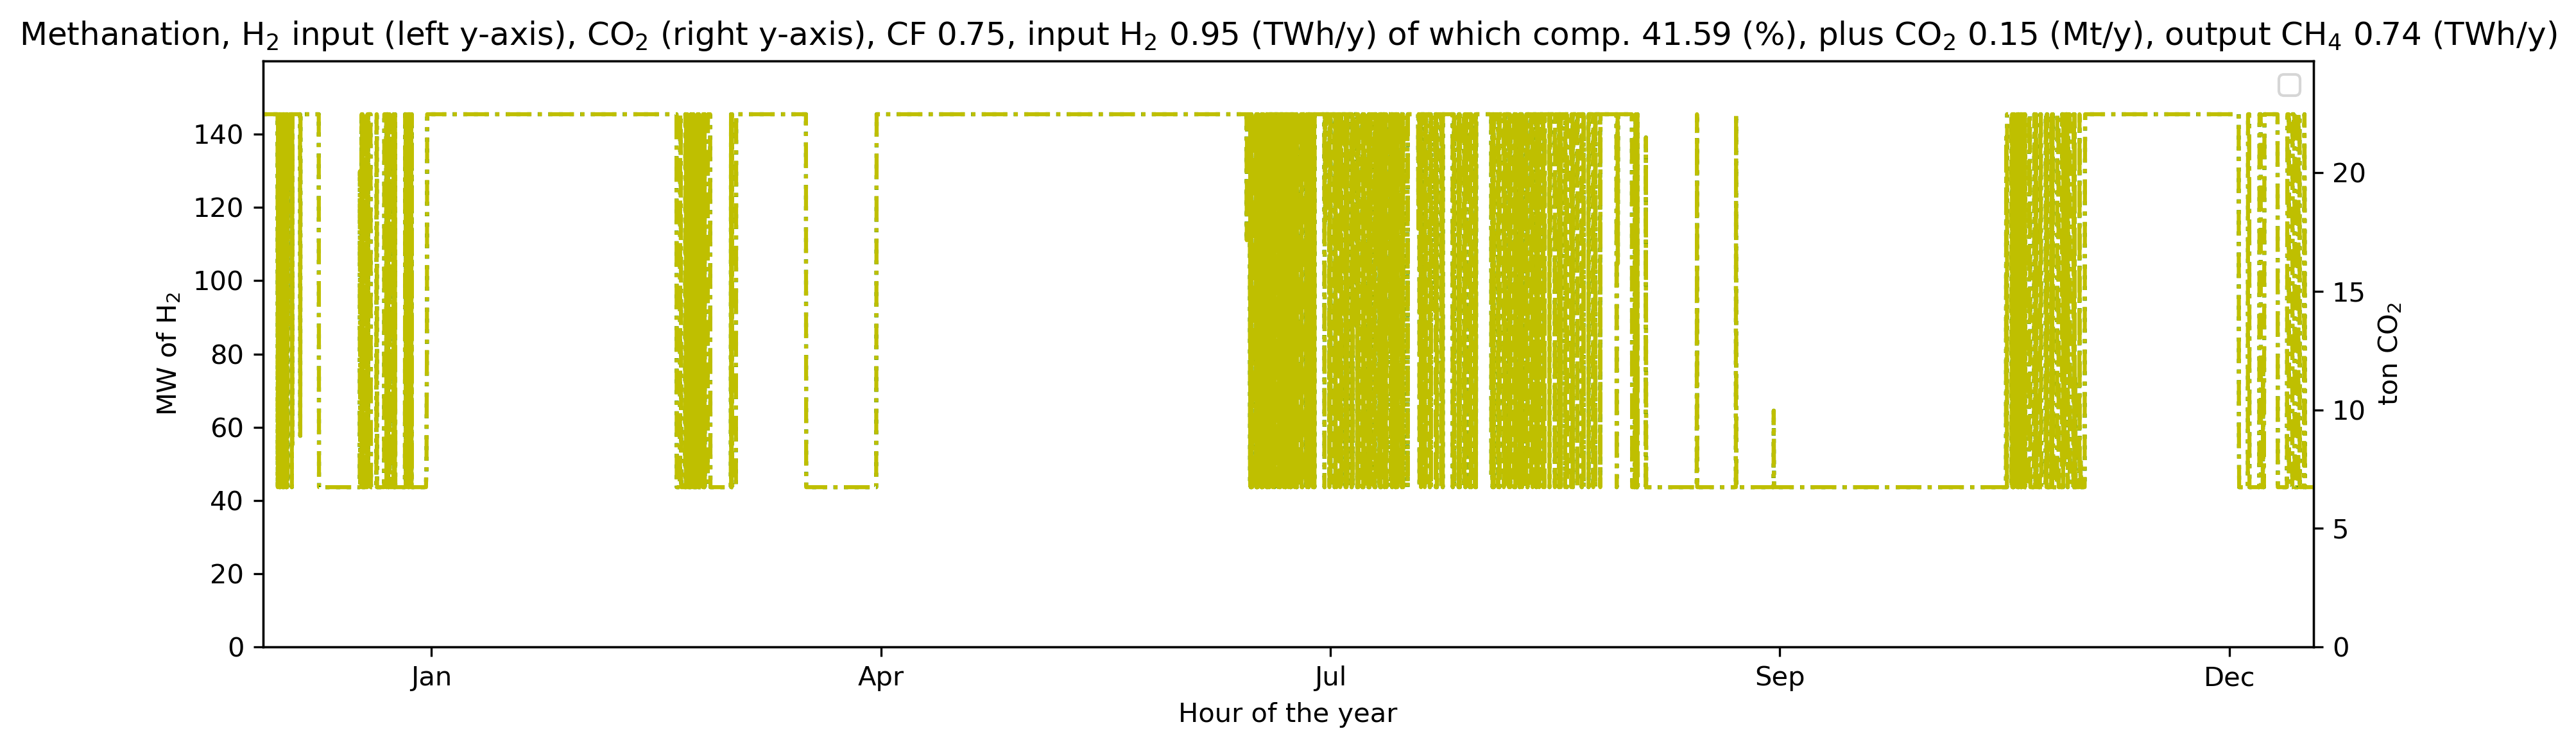 Methanation, H₂ input (left y-axis), CO₂ (right y-axis), CF 0.75, input H₂ 0.95 (TWh/y) of which comp. 41.59 (%), plus CO₂ 0.15 (Mt/y), output CH₄ 0.74 (TWh/y)
MW of H₂
140
120
100
80
60
40
20
0
20
15
10
5
0
ton CO₂
Jan
Apr
Jul
Sep
Dec
Hour of the year